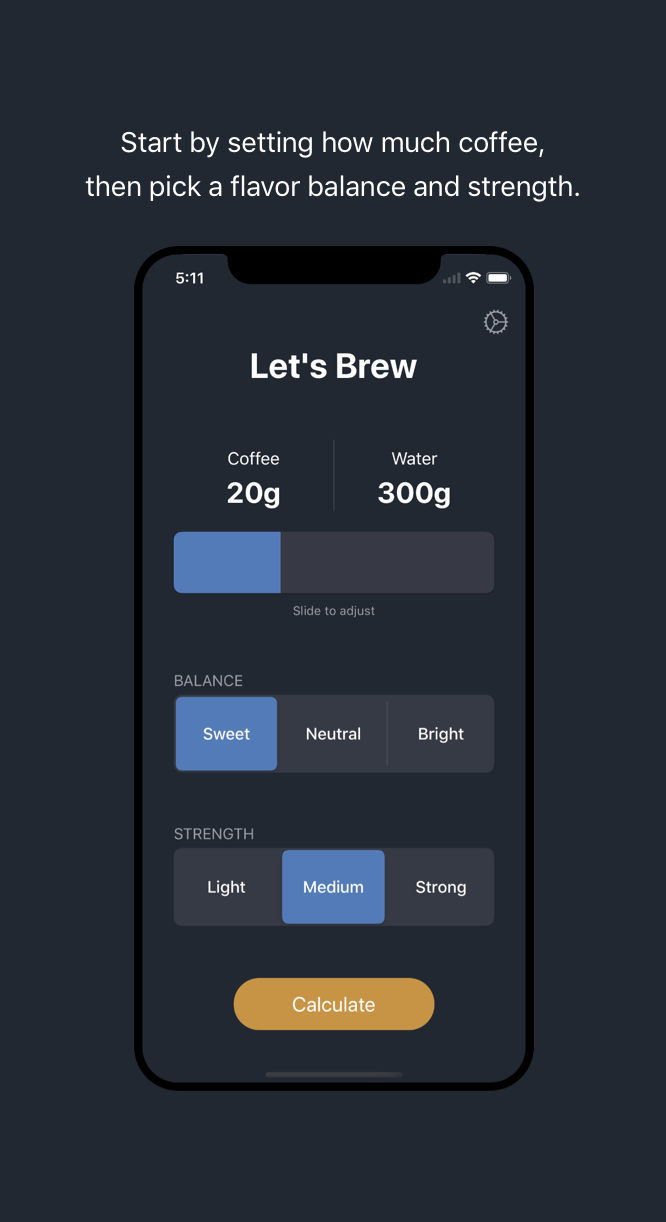 Start by setting how much coffee,
then pick a flavor balance and strength.
5:11
Let's Brew
Coffee
20g
Water
300g
Slide to adjust
BALANCE
Sweet
Neutral
Bright
STRENGTH
Light
Medium
Strong
Calculate